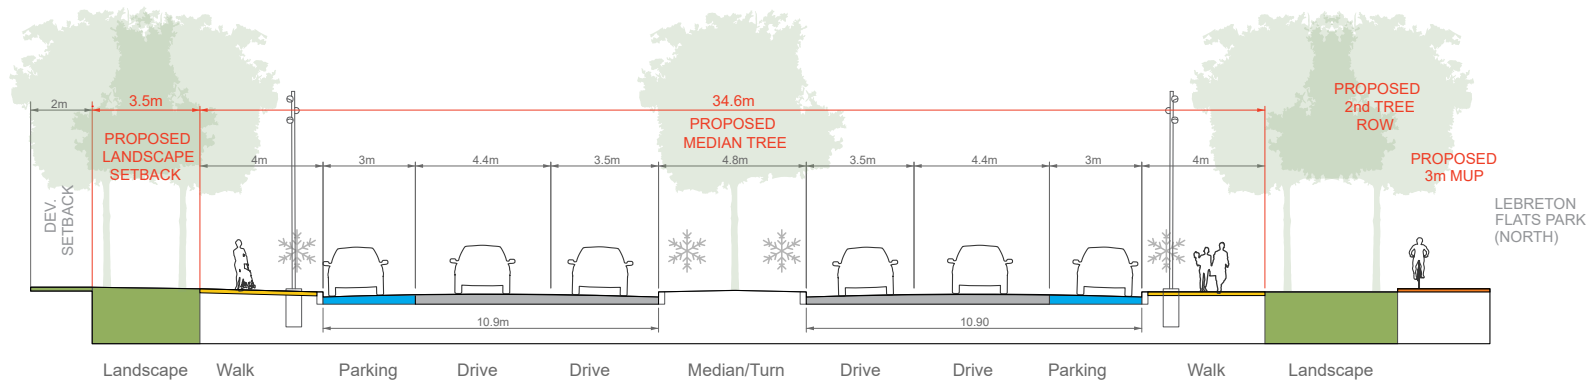 2m
3.5m
34.6m
PROPOSED
LANDSCAPE
SETBACK
PROPOSED
MEDIAN TREE
PROPOSED
2nd TREE
ROW
PROPOSED
3m MUP
4m
3m
4.4m
3.5m
4.8m
3.5m
4.4m
3m
4m
DEV.
SETBACK
LEBRETON
FLATS PARK
(NORTH)
10.9m
10.90
Landscape
Walk
Parking
Drive
Drive
Median/Turn
Drive
Drive
Parking
Walk
Landscape